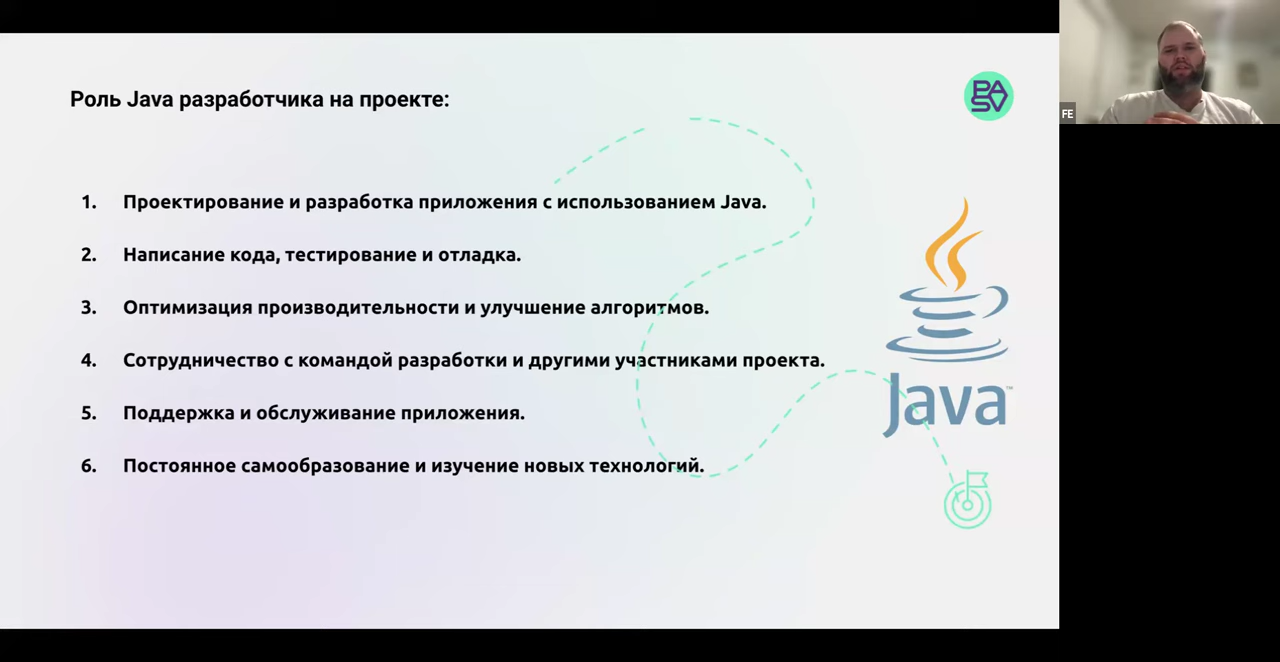 Роль Java разработчика на проекте:
PASV
FE
1. Проектирование и разработка приложения с использованием Java.
2. Написание кода, тестирование и отладка.
3. Оптимизация производительности и улучшение алгоритмов.
4. Сотрудничество с командой разработки и другими участниками проекта.
5. Поддержка и обслуживание приложения.
6. Постоянное самообразование и изучение новых технологий.
Java™